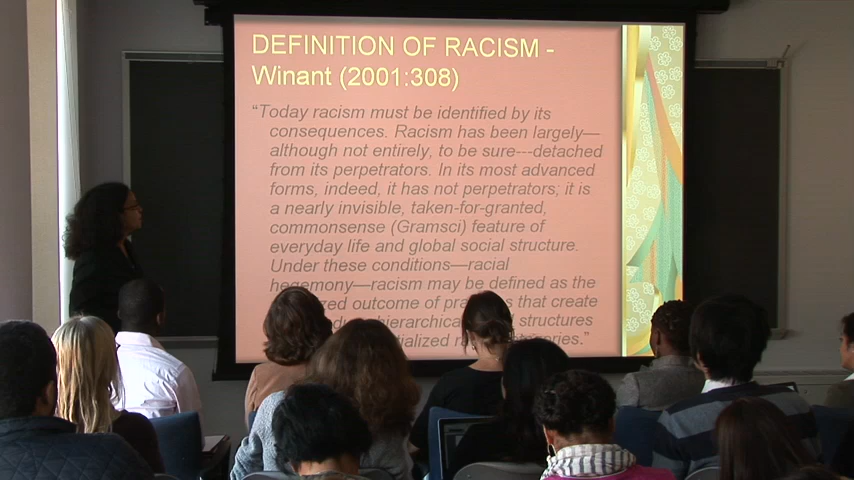 DEFINITION OF RACISM -
Winant (2001:308)
"Today racism must be identified by its
consequences. Racism has been largely—
although not entirely, to be sure---detached
from its perpetrators. In its most advanced
forms, indeed, it has not perpetrators; it is
a nearly invisible, taken-for-granted,
commonsense (Gramsci) feature of
everyday life and global social structure.
Under these conditions—racial
hegemony—racism may be defined as the
outcome of that create
hierarchical structures